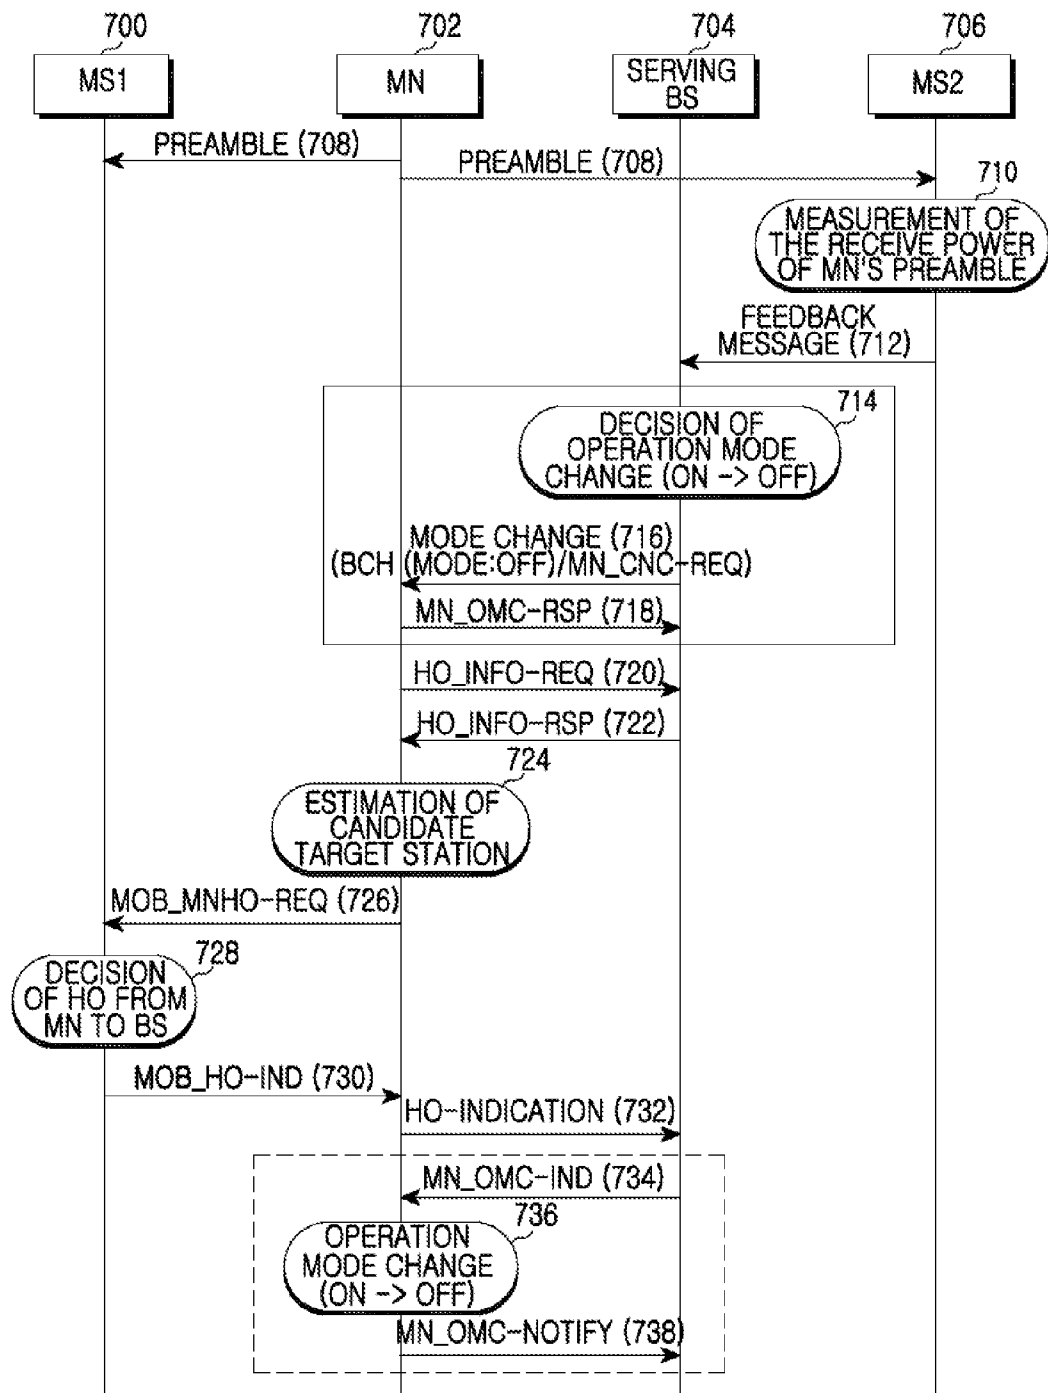 700
702
704
706
MS1
MN
SERVING
BS
MS2
PREAMBLE (708)
PREAMBLE (708)
710
MEASUREMENT OF
THE RECEIVE POWER
OF MN'S PREAMBLE
FEEDBACK
MESSAGE (712)
714
DECISION OF
OPERATION MODE
CHANGE (ON -> OFF)
MODE CHANGE (716)
(BCH (MODE:OFF)/MN_CNC-REQ)
MN_OMC-RSP (718)
HO_INFO-REQ (720)
HO_INFO-RSP (722)
724
ESTIMATION OF
CANDIDATE
TARGET STATION
MOB_MNHO-REQ (726)
728
DECISION
OF HO FROM
MN TO BS
MOB_HO-IND (730)
HO-INDICATION (732)
MN_OMC-IND (734)
736
OPERATION
MODE CHANGE
(ON -> OFF)
MN_OMC-NOTIFY (738)